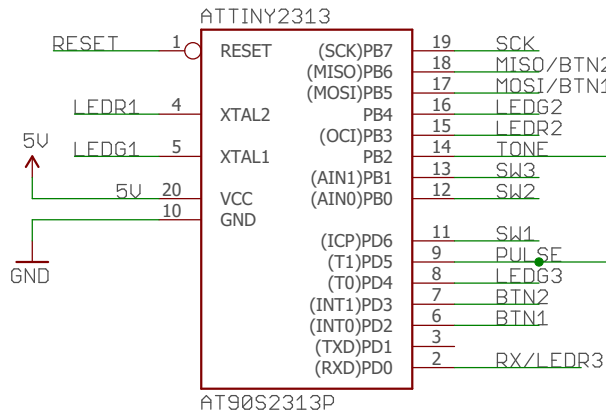 ATTINY2313
RESET 1 RESET (SCK)PB7 19 SCK
(MISO)PB6 18 MISO/BTN2
(MOSI)PB5 17 MOSI/BTN1
LEDR1 4 XTAL2 PB4 16 LEDG2
(OCI)PB3 15 LEDR2
LEDG1 5 XTAL1 PB2 14 TONE
5V (AIN1)PB1 13 SW3
5V 20 VCC (AIN0)PB0 12 SW2
10 GND
(ICP)PD6 11 SW1
(T1)PD5 9 PULSE
GND (T0)PD4 8 LEDG3
(INT1)PD3 7 BTN2
(INT0)PD2 6 BTN1
(TXD)PD1 3
(RXD)PD0 2 RX/LEDR3
AT90S2313P